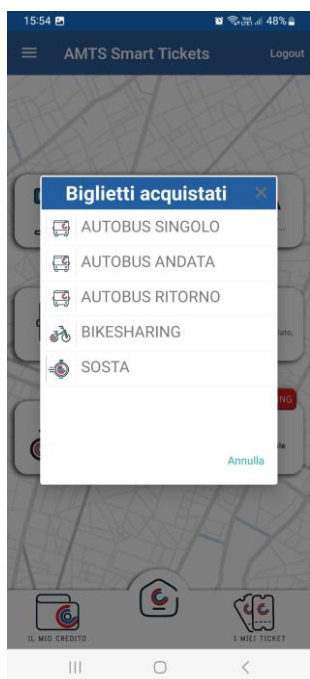 15:54
48%
AMTS Smart Tickets
Logout
Biglietti acquistati
AUTOBUS SINGOLO
AUTOBUS ANDATA
AUTOBUS RITORNO
BIKESHARING
SOSTA
Annulla
IL MIO CREDITO
I MIEI TICKET